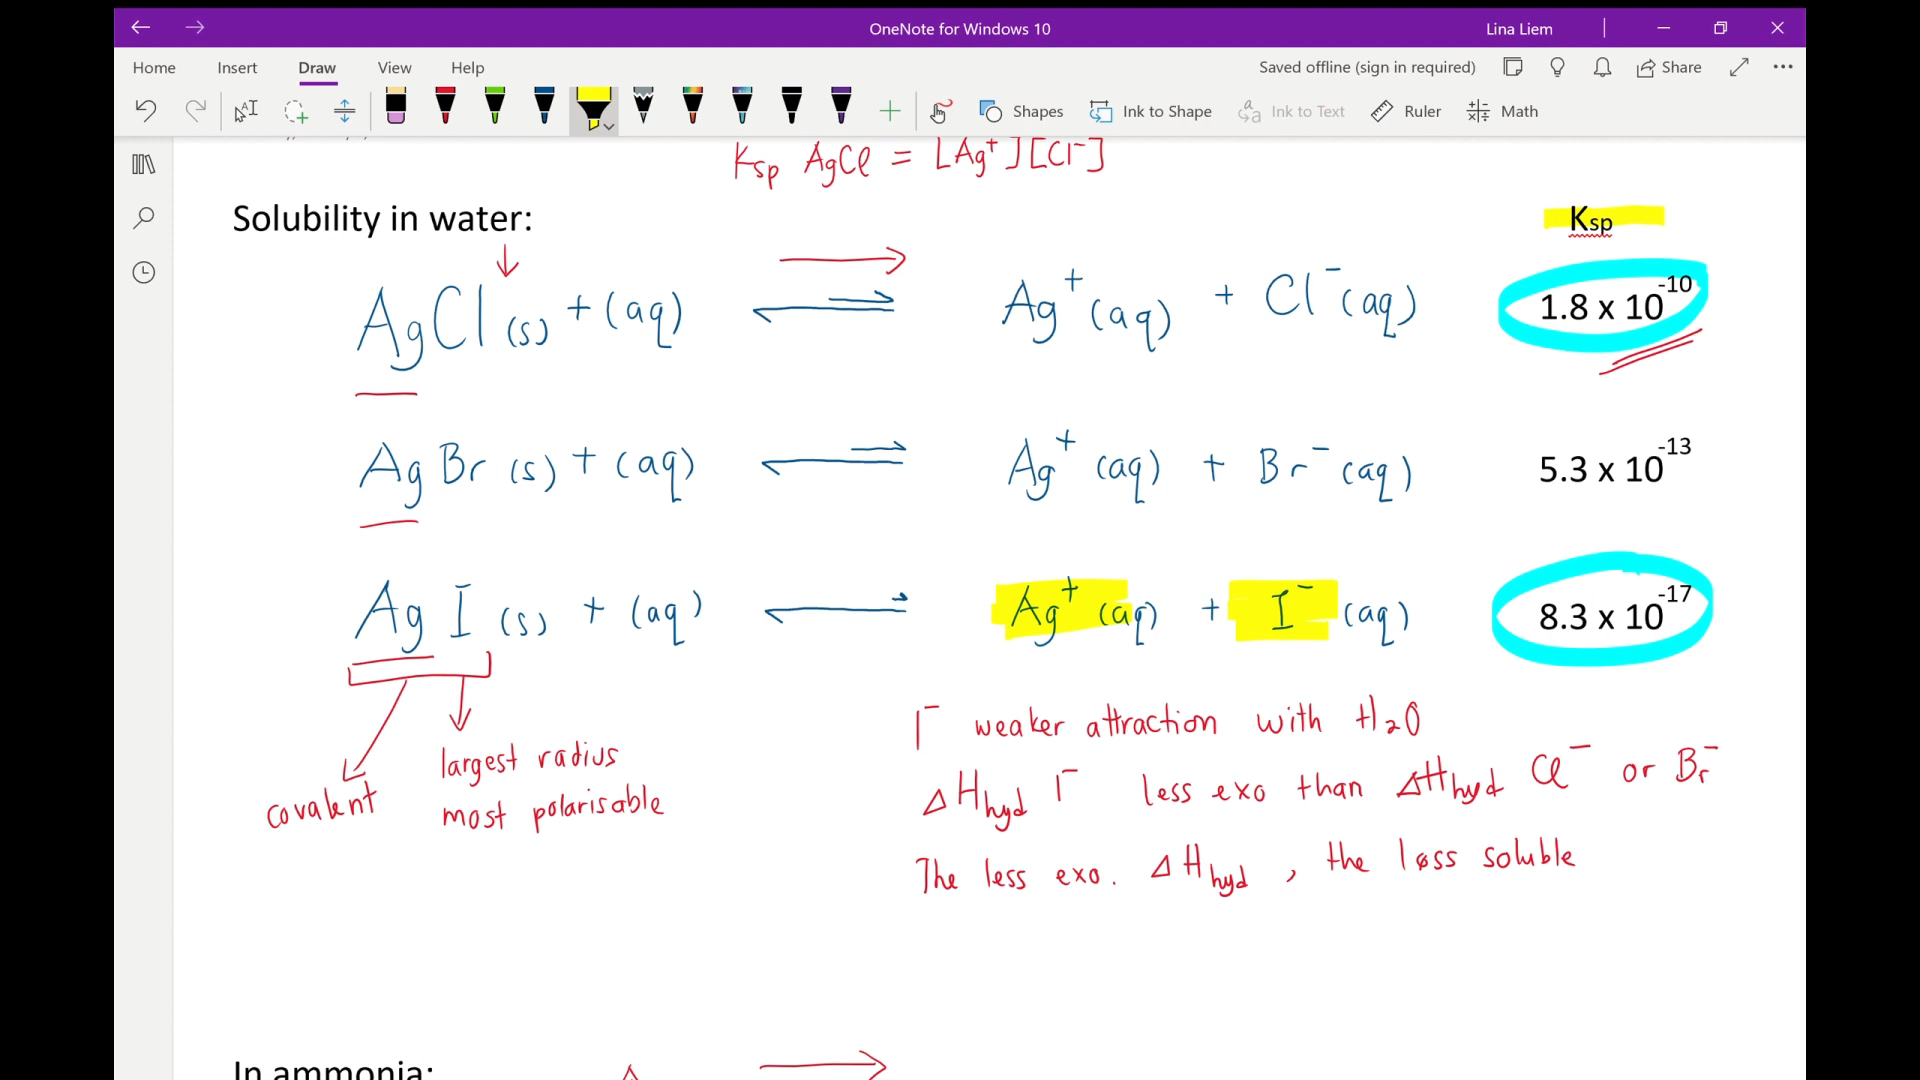 OneNote for Windows 10
Lina Liem
Home Insert Draw View Help
Saved offline (sign in required) Share
Shapes Ink to Shape Ink to Text Ruler Math
Ksp AgCl = [Ag⁺][Cl⁻]
Solubility in water:
Ksp
AgCl (s) + (aq) ⇌ Ag⁺ (aq) + Cl⁻ (aq) 1.8 x 10⁻¹⁰
AgBr (s) + (aq) ⇌ Ag⁺ (aq) + Br⁻ (aq) 5.3 x 10⁻¹³
AgI (s) + (aq) ⇌ Ag⁺ (aq) + I⁻ (aq) 8.3 x 10⁻¹⁷
covalent
largest radius
most polarisable
I⁻ weaker attraction with H₂O
ΔHhyd I⁻ less exo than ΔHhyd Cl⁻ or Br⁻
The less exo. ΔHhyd, the less soluble
In ammonia: